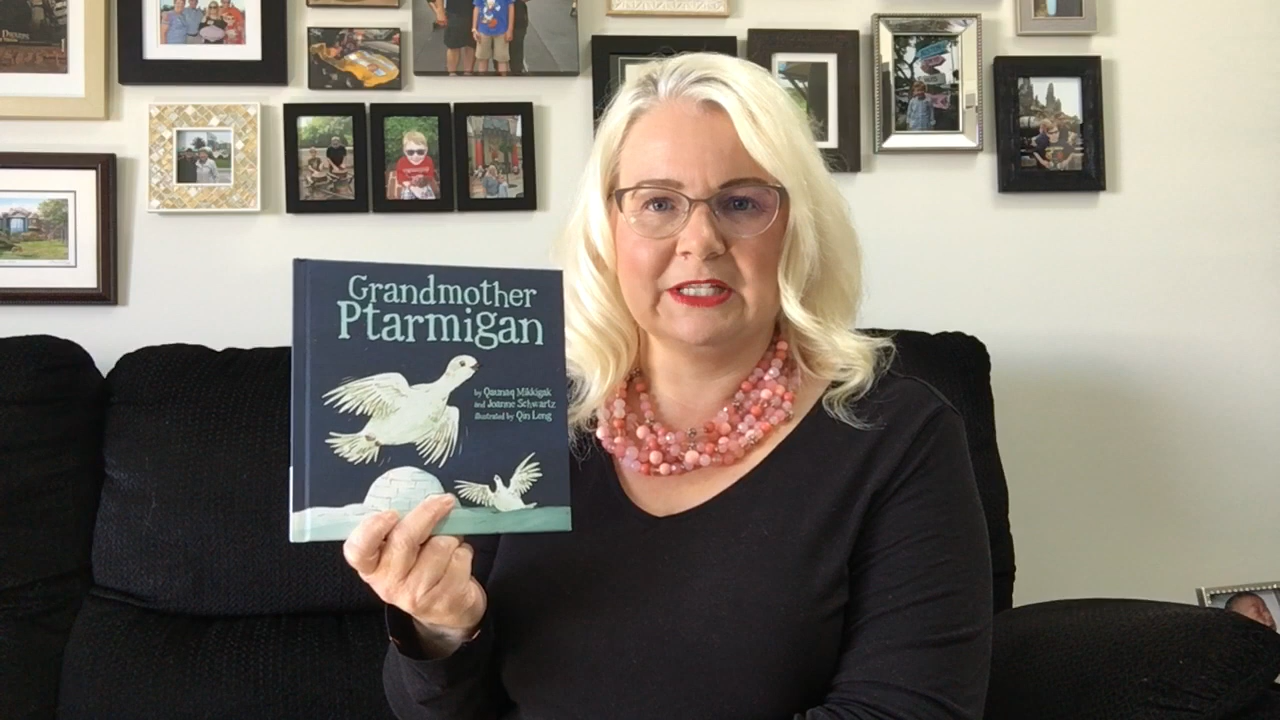 Grandmother
Ptarmigan
by Qaunaq Mikkigak
and Joanne Schwartz
illustrated by Qin Leng